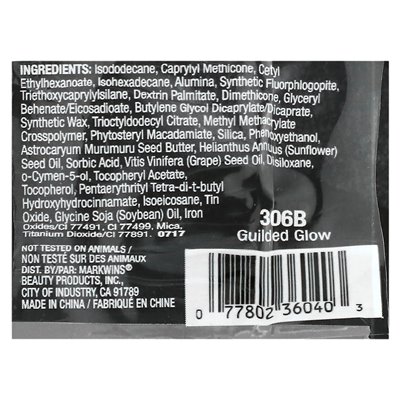 INGREDIENTS: Isododecane, Caprylyl Methicone, Cetyl
Ethylhexanoate, Isohexadecane, Alumina, Synthetic Fluorphlogopite,
Triethoxycaprylylsilane, Dextrin Palmitate, Dimethicone, Glyceryl
Behenate/Eicosadioate, Butylene Glycol Dicaprylate/Dicaprate,
Synthetic Wax, Trioctyldodecyl Citrate, Methyl Methacrylate
Crosspolymer, Phytosteryl Macadamiate, Silica, Phenoxyethanol,
Astrocaryum Murumuru Seed Butter, Helianthus Annuus (Sunflower)
Seed Oil, Sorbic Acid, Vitis Vinifera (Grape) Seed Oil, Disiloxane,
o-Cymen-5-ol, Tocopheryl Acetate,
Tocopherol, Pentaerythrityl Tetra-di-t-butyl
Hydroxyhydrocinnamate, Isoeicosane, Tin
Oxide, Glycine Soja (Soybean) Oil, Iron
Oxides/CI 77491, CI 77499, Mica,
Titanium Dioxide/CI 77891. 0717
306B
Guilded Glow
NOT TESTED ON ANIMALS/
NON TESTÉ SUR DES ANIMAUX
DIST. BY/PAR: MARKWINS®
BEAUTY PRODUCTS, INC.,
CITY OF INDUSTRY, CA 91789
MADE IN CHINA / FABRIQUÉ EN CHINE
0 77802 36040 3